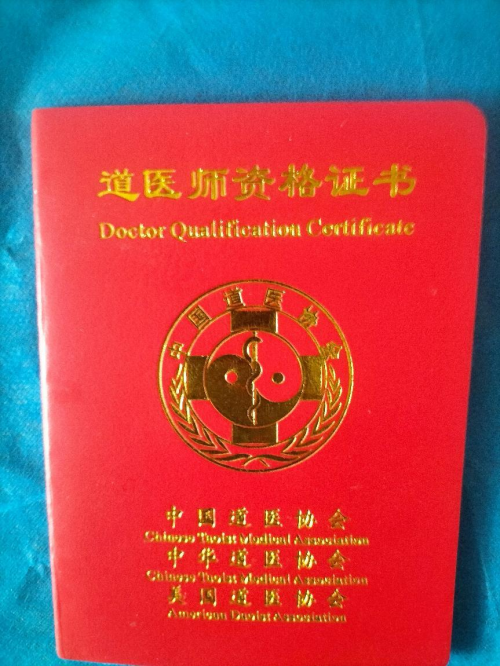 道医师资格证书
Doctor Qualification Certificate
中国道医协会
中国道医协会
Chinese Taoist Medical Association
中华道医协会
Chinese Taoist Medical Association
美国道医协会
American Daoist Association